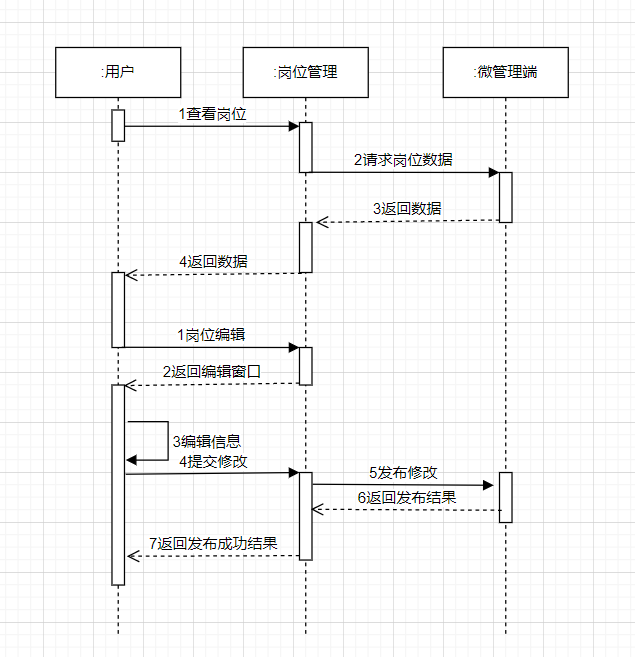 :用户
:岗位管理
:微管理端
1查看岗位
2请求岗位数据
3返回数据
4返回数据
1岗位编辑
2返回编辑窗口
3编辑信息
4提交修改
5发布修改
6返回发布结果
7返回发布成功结果